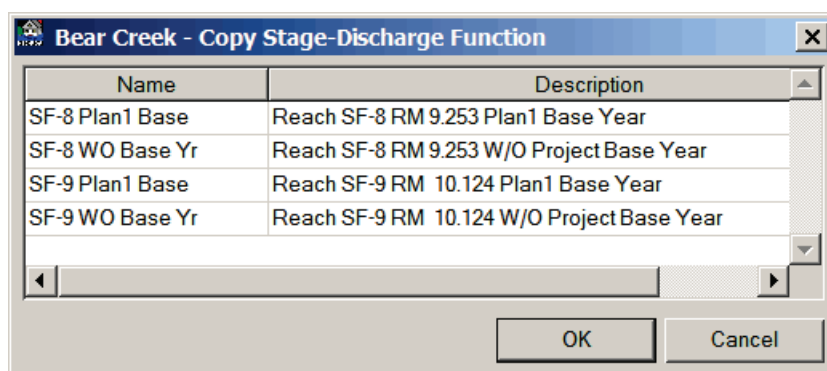 Bear Creek - Copy Stage-Discharge Function
Name Description
SF-8 Plan1 Base Reach SF-8 RM 9.253 Plan1 Base Year
SF-8 WO Base Yr Reach SF-8 RM 9.253 W/O Project Base Year
SF-9 Plan1 Base Reach SF-9 RM  10.124 Plan1 Base Year
SF-9 WO Base Yr Reach SF-9 RM  10.124 W/O Project Base Year
OK Cancel